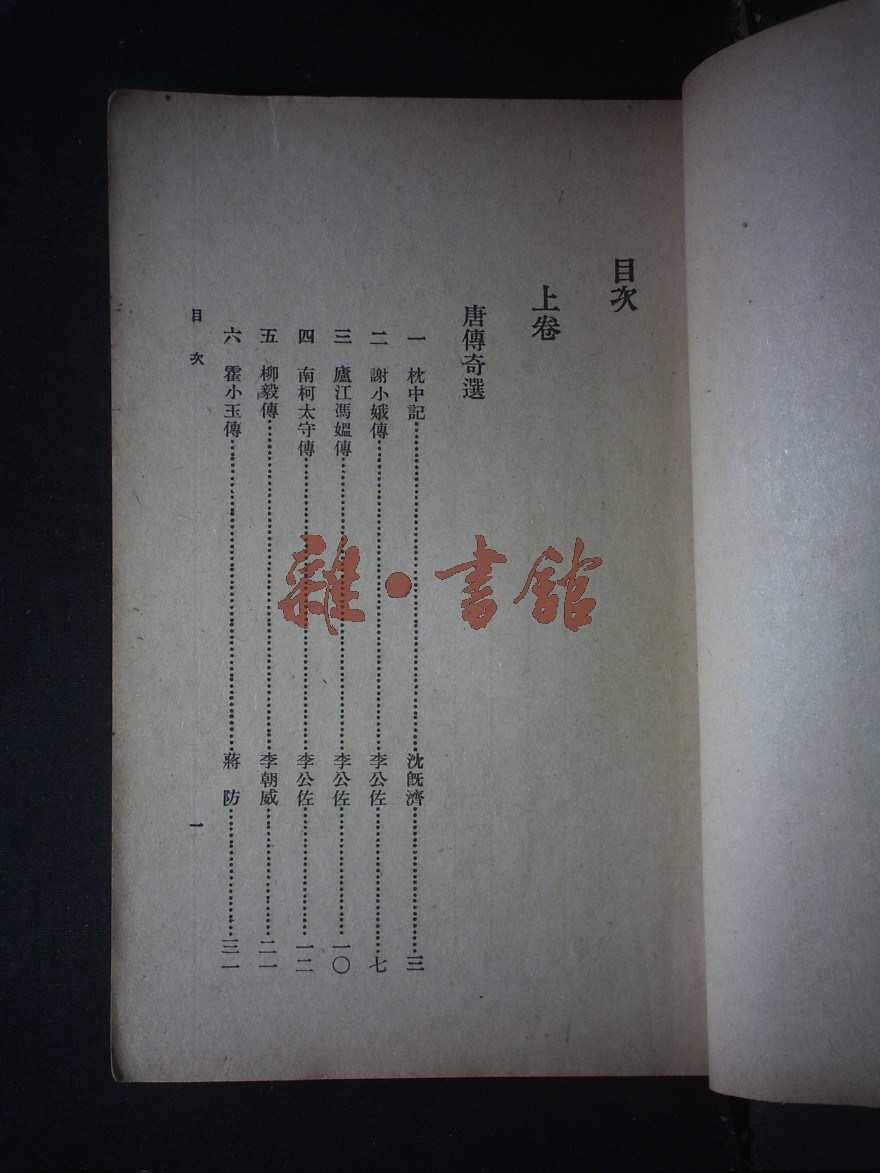 目次
上卷
唐傳奇選
一 枕中記……沈旣濟……三
二 謝小娥傳……李公佐……七
三 廬江馮媼傳……李公佐……一〇
四 南柯太守傳……李公佐……一二
五 柳毅傳……李朝威……二一
六 霍小玉傳……蔣 防……三一
目 次
一
雜·書館